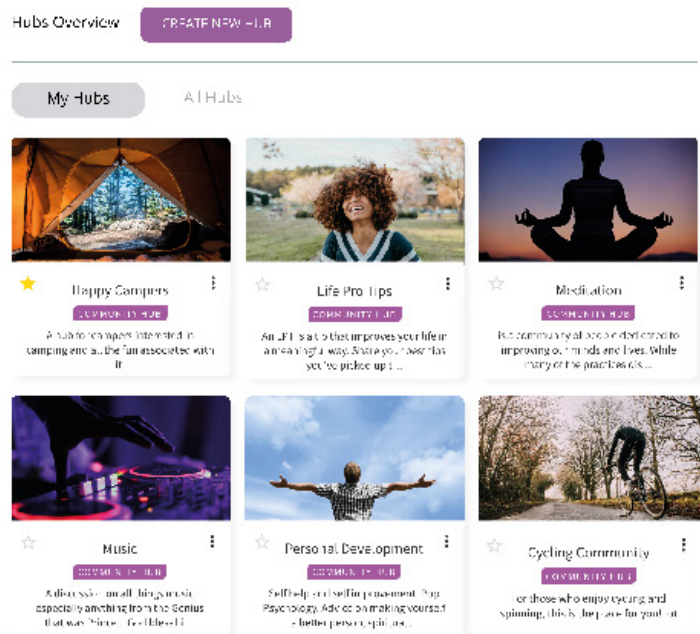 Hubs Overview
CREATE NEW HUB
My Hubs
All Hubs
Happy Campers
COMMUNITY HUB
A hub for campers interested in
camping and all the fun associated with
it
Life Pro Tips
COMMUNITY HUB
An LPT is a tip that improves your life in
a meaningful way. Share your best tips
you've picked up t...
Meditation
COMMUNITY HUB
is a community of people dedicated to
improving our minds and lives. While
many of the practices dis...
Music
COMMUNITY HUB
A discussion on all things music,
especially anything from the Genius
that was Prince...
Personal Development
COMMUNITY HUB
Self help and self improvement. Pop
Psychology. Advice on making yourself
a better person, spiritua...
Cycling Community
COMMUNITY HUB
For those who enjoy cycling and
spinning, this is the place for you!